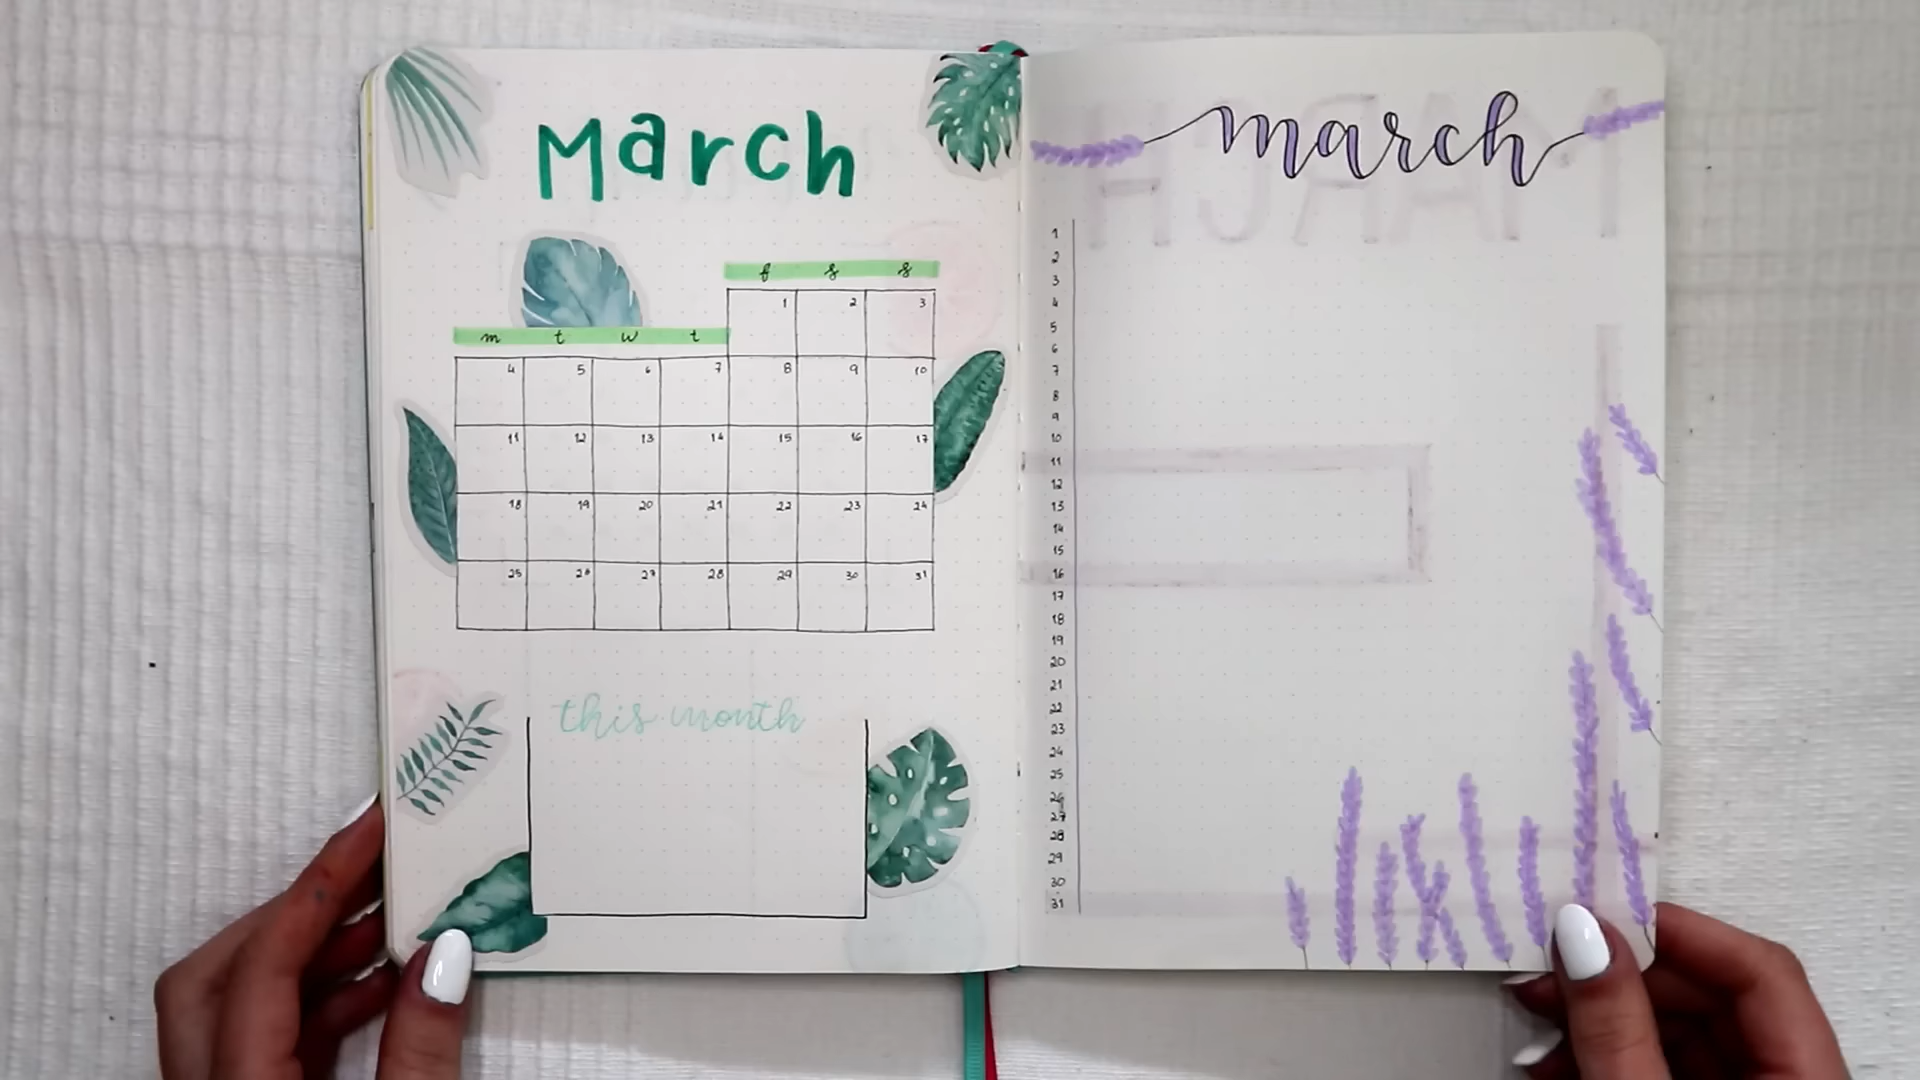 March
f s s
1 2 3
m t w t
4 5 6 7 8 9 10
11 12 13 14 15 16 17
18 19 20 21 22 23 24
25 26 27 28 29 30 31
this month
march
MARCH
1
2
3
4
5
6
7
8
9
10
11
12
13
14
15
16
17
18
19
20
21
22
23
24
25
26
27
28
29
30
31